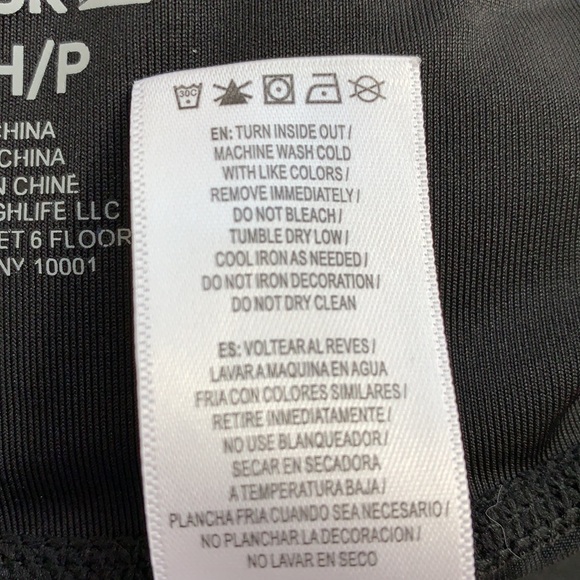 H/P
CHINA
CHINA
N CHINE
GHLIFE LLC
ET 6 FLOOR
NY 10001
30C
EN: TURN INSIDE OUT /
MACHINE WASH COLD
WITH LIKE COLORS /
REMOVE IMMEDIATELY /
DO NOT BLEACH /
TUMBLE DRY LOW /
COOL IRON AS NEEDED /
DO NOT IRON DECORATION /
DO NOT DRY CLEAN
ES: VOLTEAR AL REVES /
LAVAR A MAQUINA EN AGUA
FRIA CON COLORES SIMILARES /
RETIRE INMEDIATAMENTE /
NO USE BLANQUEADOR /
SECAR EN SECADORA
A TEMPERATURA BAJA /
PLANCHA FRIA CUANDO SEA NECESARIO /
NO PLANCHAR LA DECORACION /
NO LAVAR EN SECO